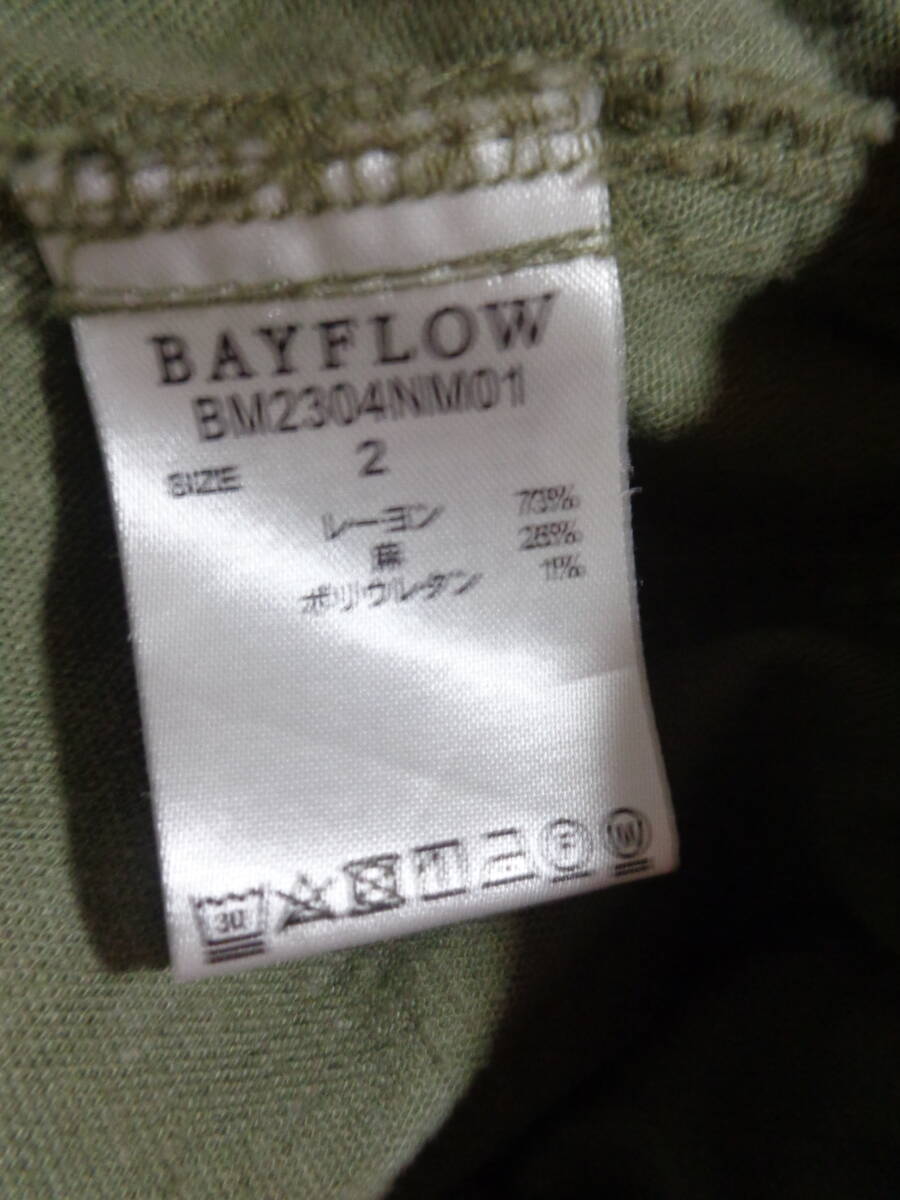 BAYFLOW
BM2304NM01
SIZE 2
レーヨン 73%
麻 26%
ポリウレタン 1%
30 P W